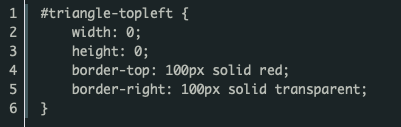 1 #triangle-topleft {
2     width: 0;
3     height: 0;
4     border-top: 100px solid red;
5     border-right: 100px solid transparent;
6 }